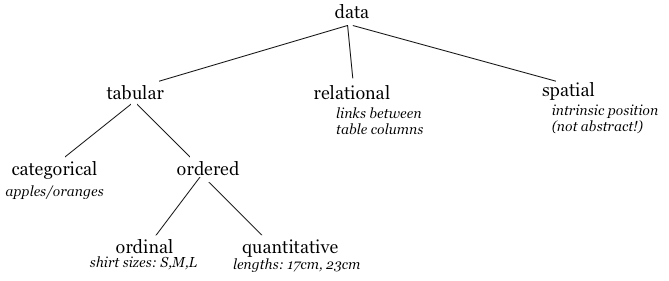 data
tabular
relational
links between
table columns
spatial
intrinsic position
(not abstract!)
categorical
apples/oranges
ordered
ordinal
shirt sizes: S,M,L
quantitative
lengths: 17cm, 23cm